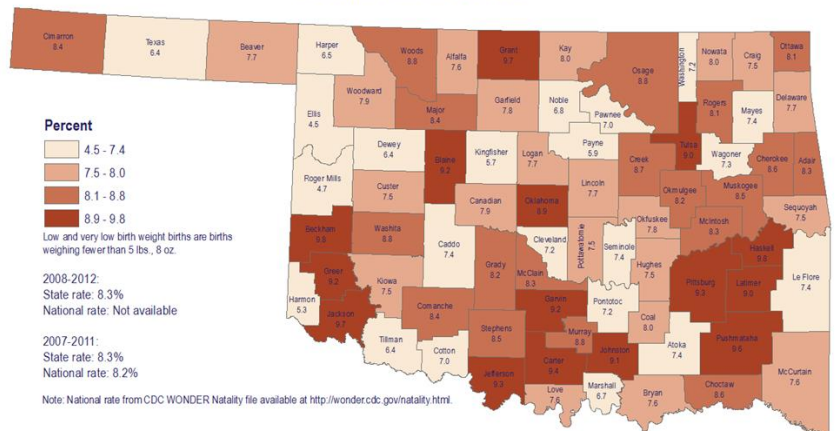 Cimarron
8.4
Texas
6.4
Beaver
7.7
Harper
6.5
Woods
8.8
Alfalfa
7.6
Grant
9.7
Kay
8.0
Osage
8.8
Washington
7.2
Nowata
8.0
Craig
7.5
Ottawa
8.1
Woodward
7.9
Major
8.4
Garfield
7.8
Noble
6.8
Pawnee
7.0
Rogers
8.1
Mayes
7.4
Delaware
7.7
Ellis
4.5
Dewey
6.4
Blaine
9.2
Kingfisher
5.7
Logan
7.7
Payne
5.9
Creek
8.7
Tulsa
9.0
Wagoner
7.3
Cherokee
8.6
Adair
8.3
Roger Mills
4.7
Custer
7.5
Canadian
7.9
Oklahoma
8.9
Lincoln
7.7
Okmulgee
8.2
Muskogee
8.5
Sequoyah
7.5
Beckham
Washita
8.8
Caddo
7.4
Cleveland
7.2
Pottawatomie
7.5
Seminole
7.4
Okfuskee
7.8
McIntosh
8.3
Haskell
9.8
Greer
9.2
Kiowa
7.5
Grady
8.2
McClain
8.3
Hughes
7.5
Pittsburg
9.3
Latimer
9.0
Le Flore
7.4
Harmon
5.3
Jackson
9.7
Comanche
8.4
Garvin
9.2
Pontotoc
7.2
Coal
8.0
Tillman
6.4
Cotton
7.0
Stephens
8.5
Murray
8.8
Johnston
9.1
Atoka
7.4
Pushmataha
9.6
McCurtain
7.6
Jefferson
9.3
Carter
9.4
Love
7.6
Marshall
6.7
Bryan
7.6
Choctaw
8.6
Percent
4.5 - 7.4
7.5 - 8.0
8.1 - 8.8
8.9 - 9.8
Low and very low birth weight births are births
weighing fewer than 5 lbs., 8 oz.
2008-2012:
State rate: 8.3%
National rate: Not available
2007-2011:
State rate: 8.3%
National rate: 8.2%
Note: National rate from CDC WONDER Natality file available at http://wonder.cdc.gov/natality.html.